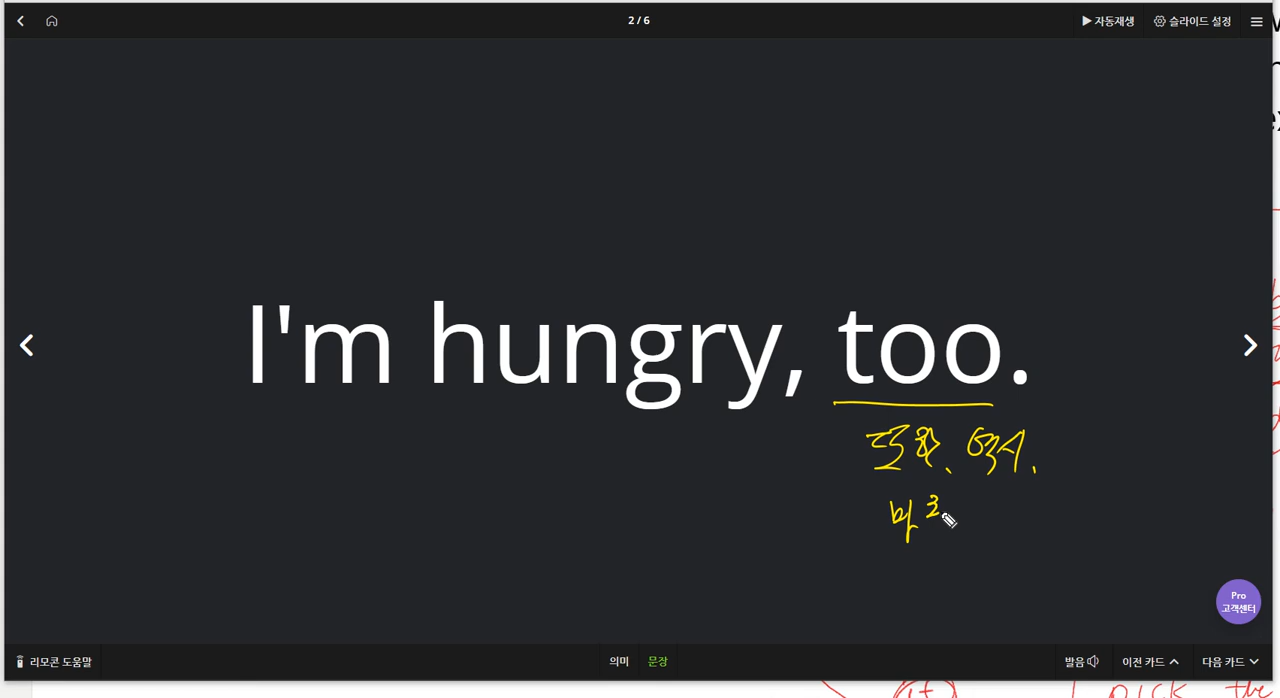 2 / 6
▶ 자동재생
슬라이드 설정
I'm hungry, too.
또한, 역시.
Pro
고객센터
리모콘 도움말
의미
문장
발음
이전 카드
다음 카드
I pick the